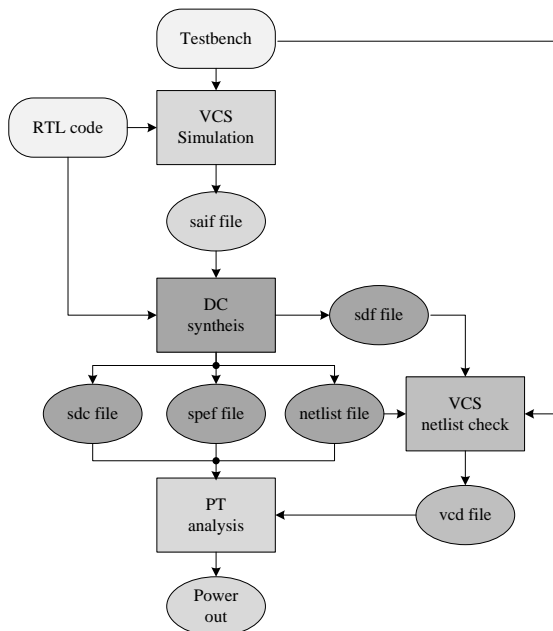 Testbench
RTL code
VCS
Simulation
saif file
DC
syntheis
sdf file
sdc file
spef file
netlist file
VCS
netlist check
PT
analysis
vcd file
Power
out